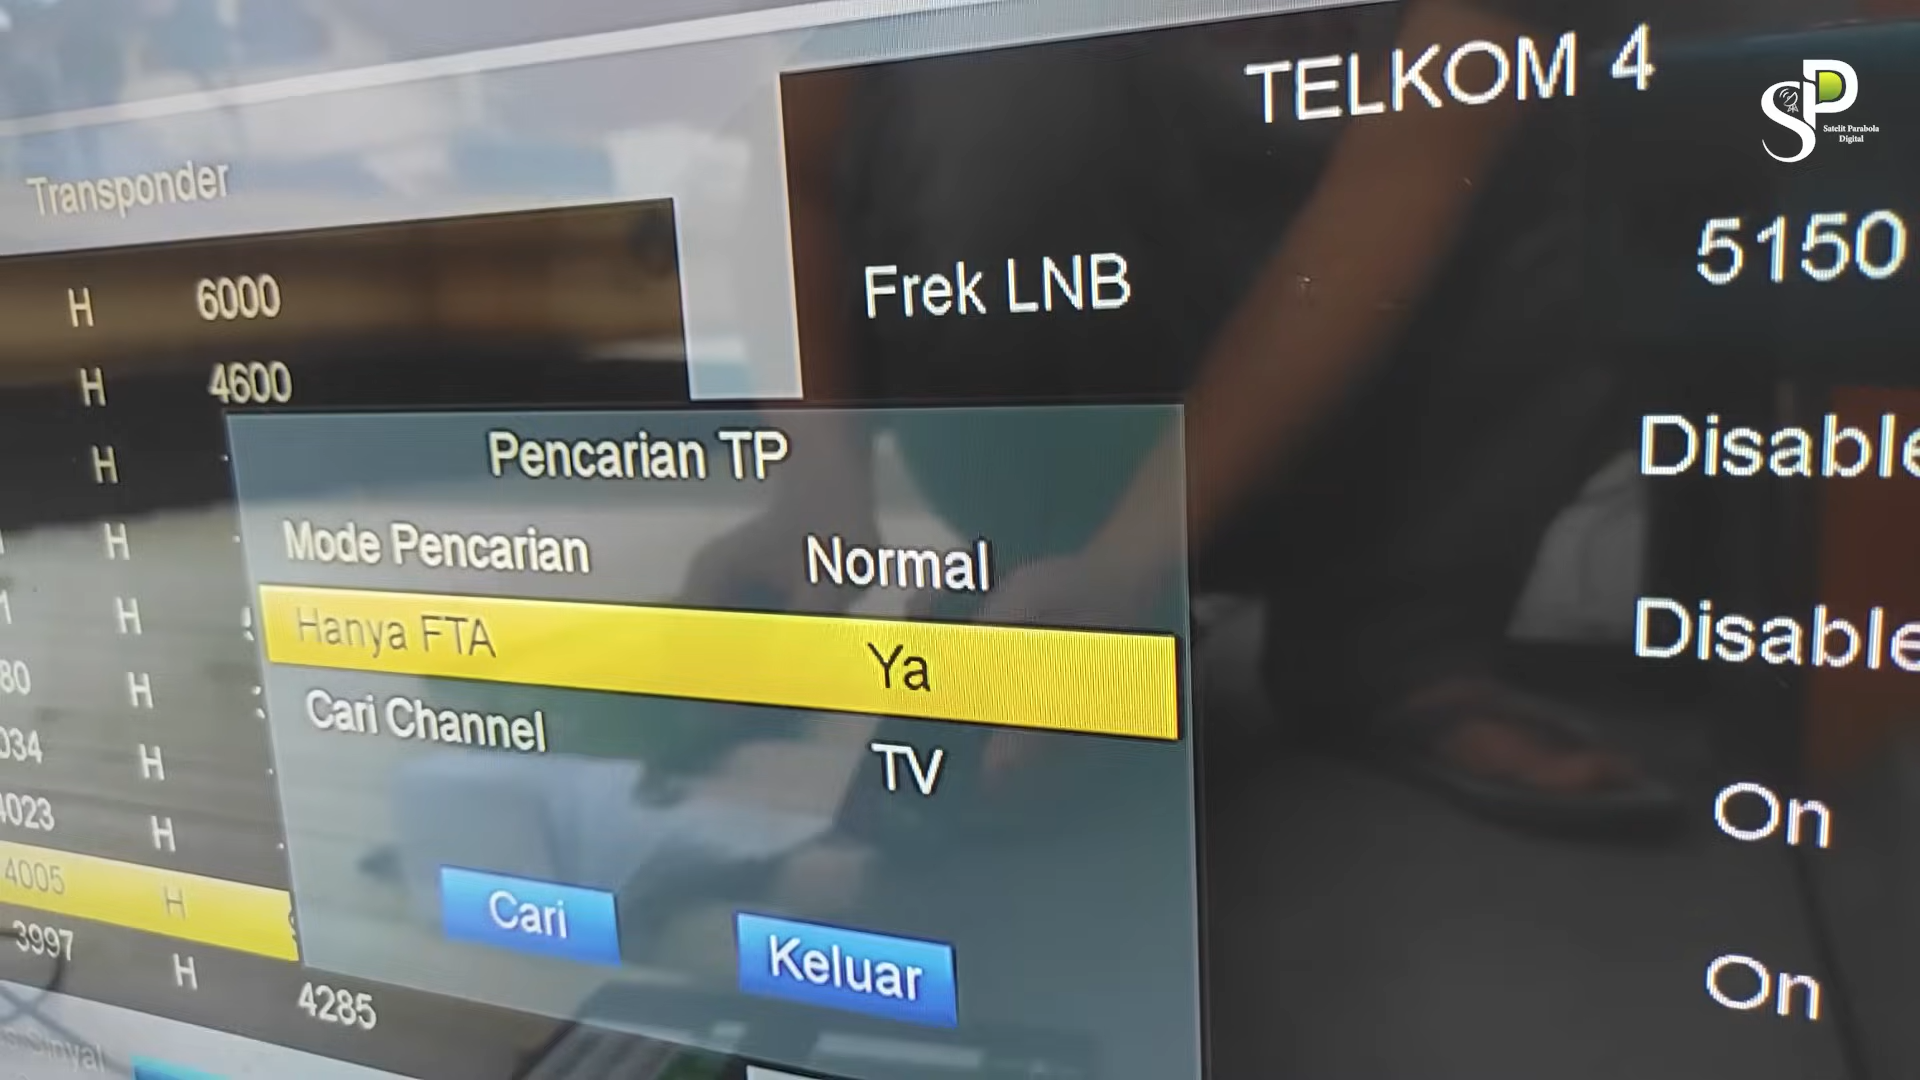 TELKOM 4
Satelit Parabola
Digital
Transponder
5150
Frek LNB
H 6000
H 4600
H
H
H
80 H
034 H
4023 H
4005 H
3997 H 4285
Pencarian TP
Mode Pencarian Normal
Hanya FTA Ya
Cari Channel TV
Cari Keluar
Disable
Disable
On
On